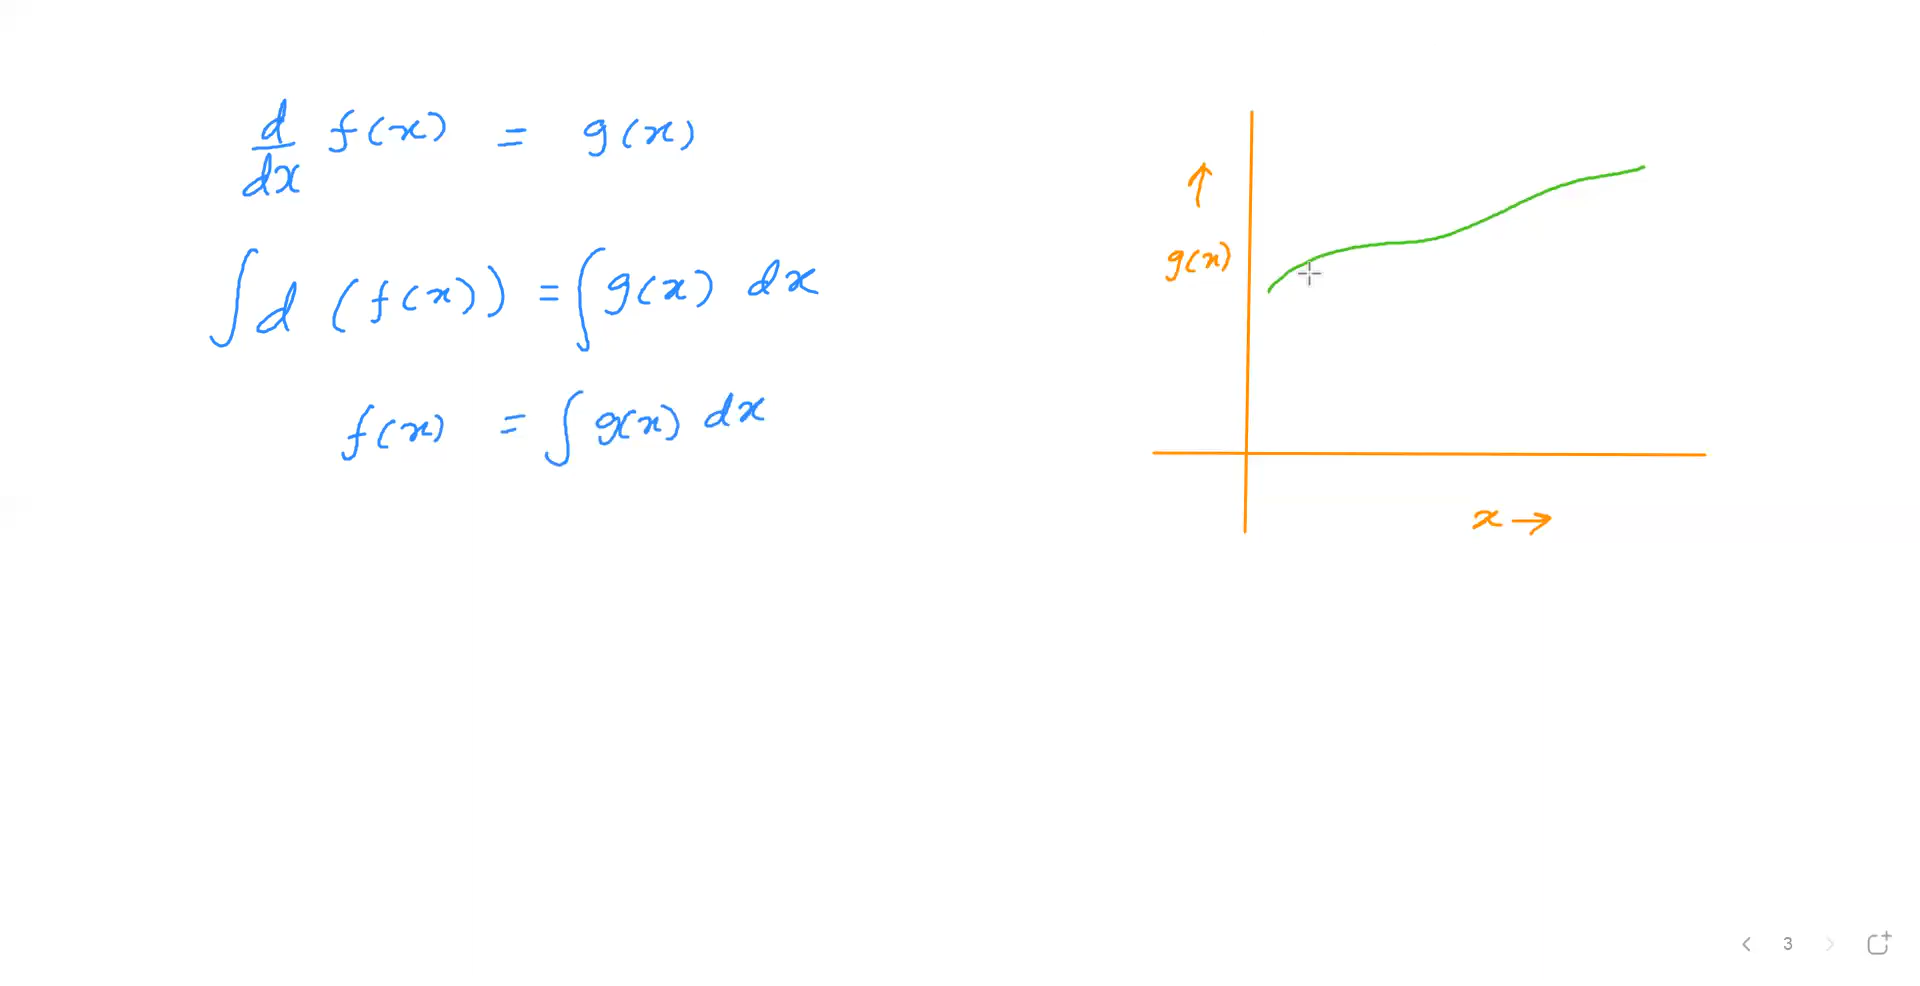 d/dx f(x) = g(x)
∫ d (f(x)) = ∫ g(x) dx
f(x) = ∫ g(x) dx
↑
g(x)
x →
3